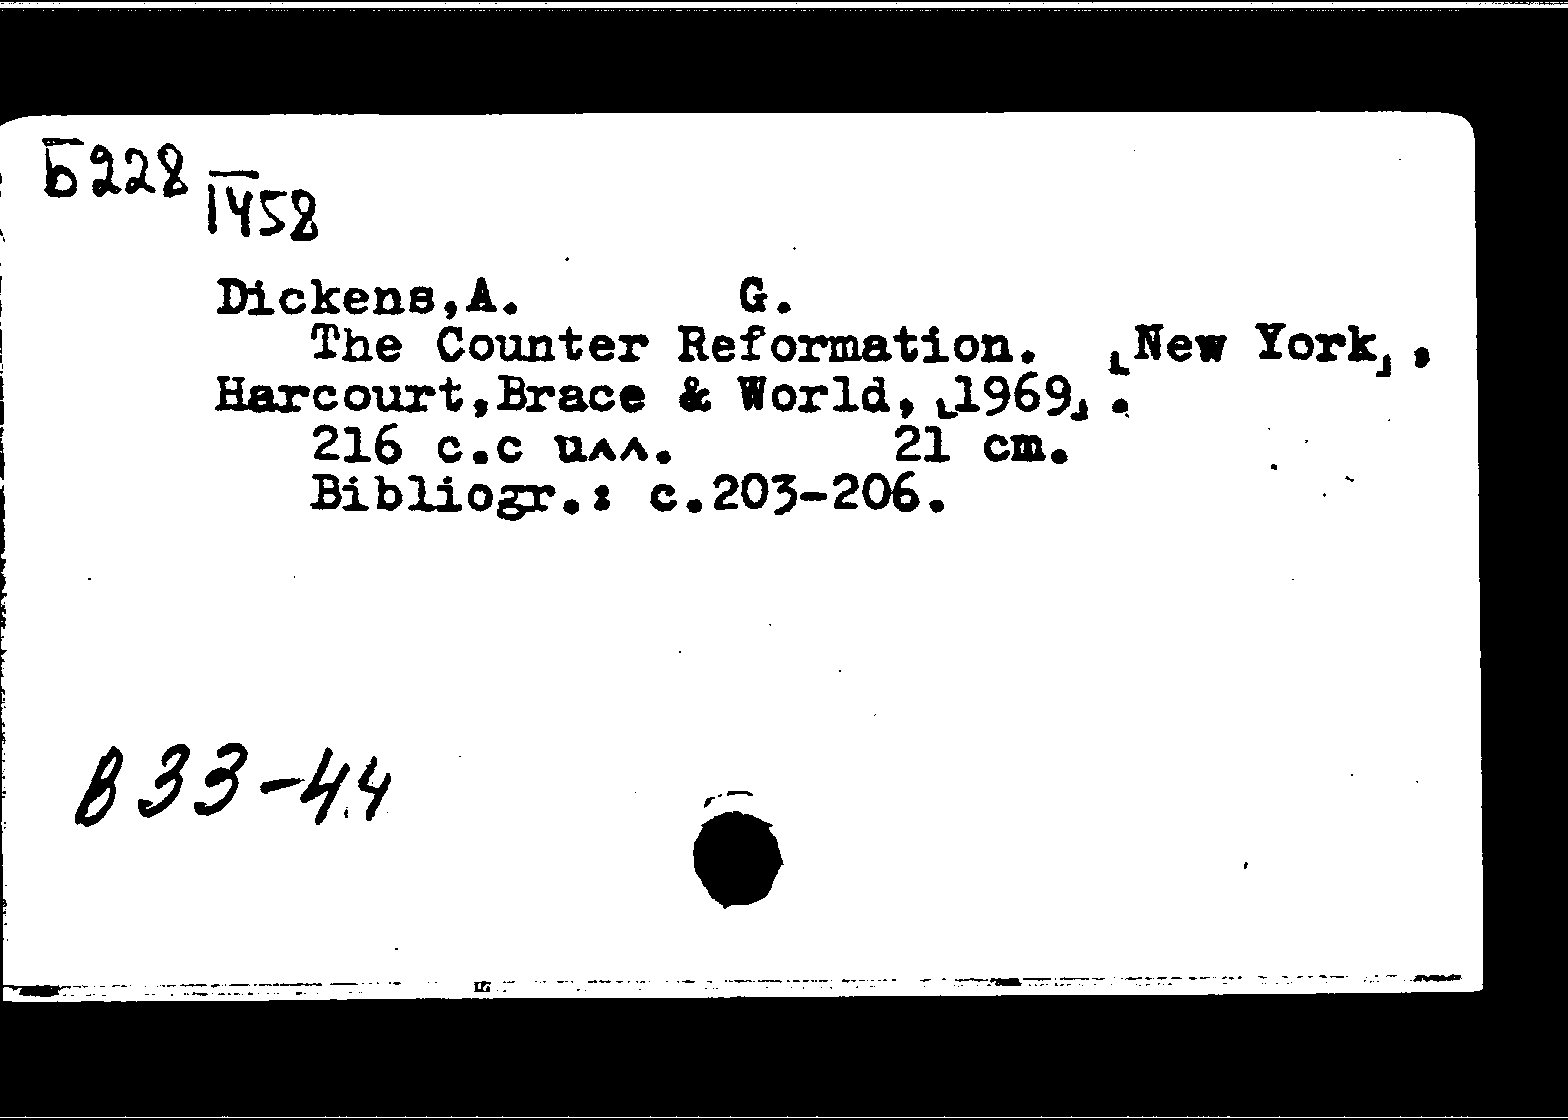 Б228
1458
Dickens,A. G.
The Counter Reformation. [New York],
Harcourt,Brace & World, [1969].
216 с.с илл. 21 cm.
Bibliogr.: c.203-206.
В 33-44